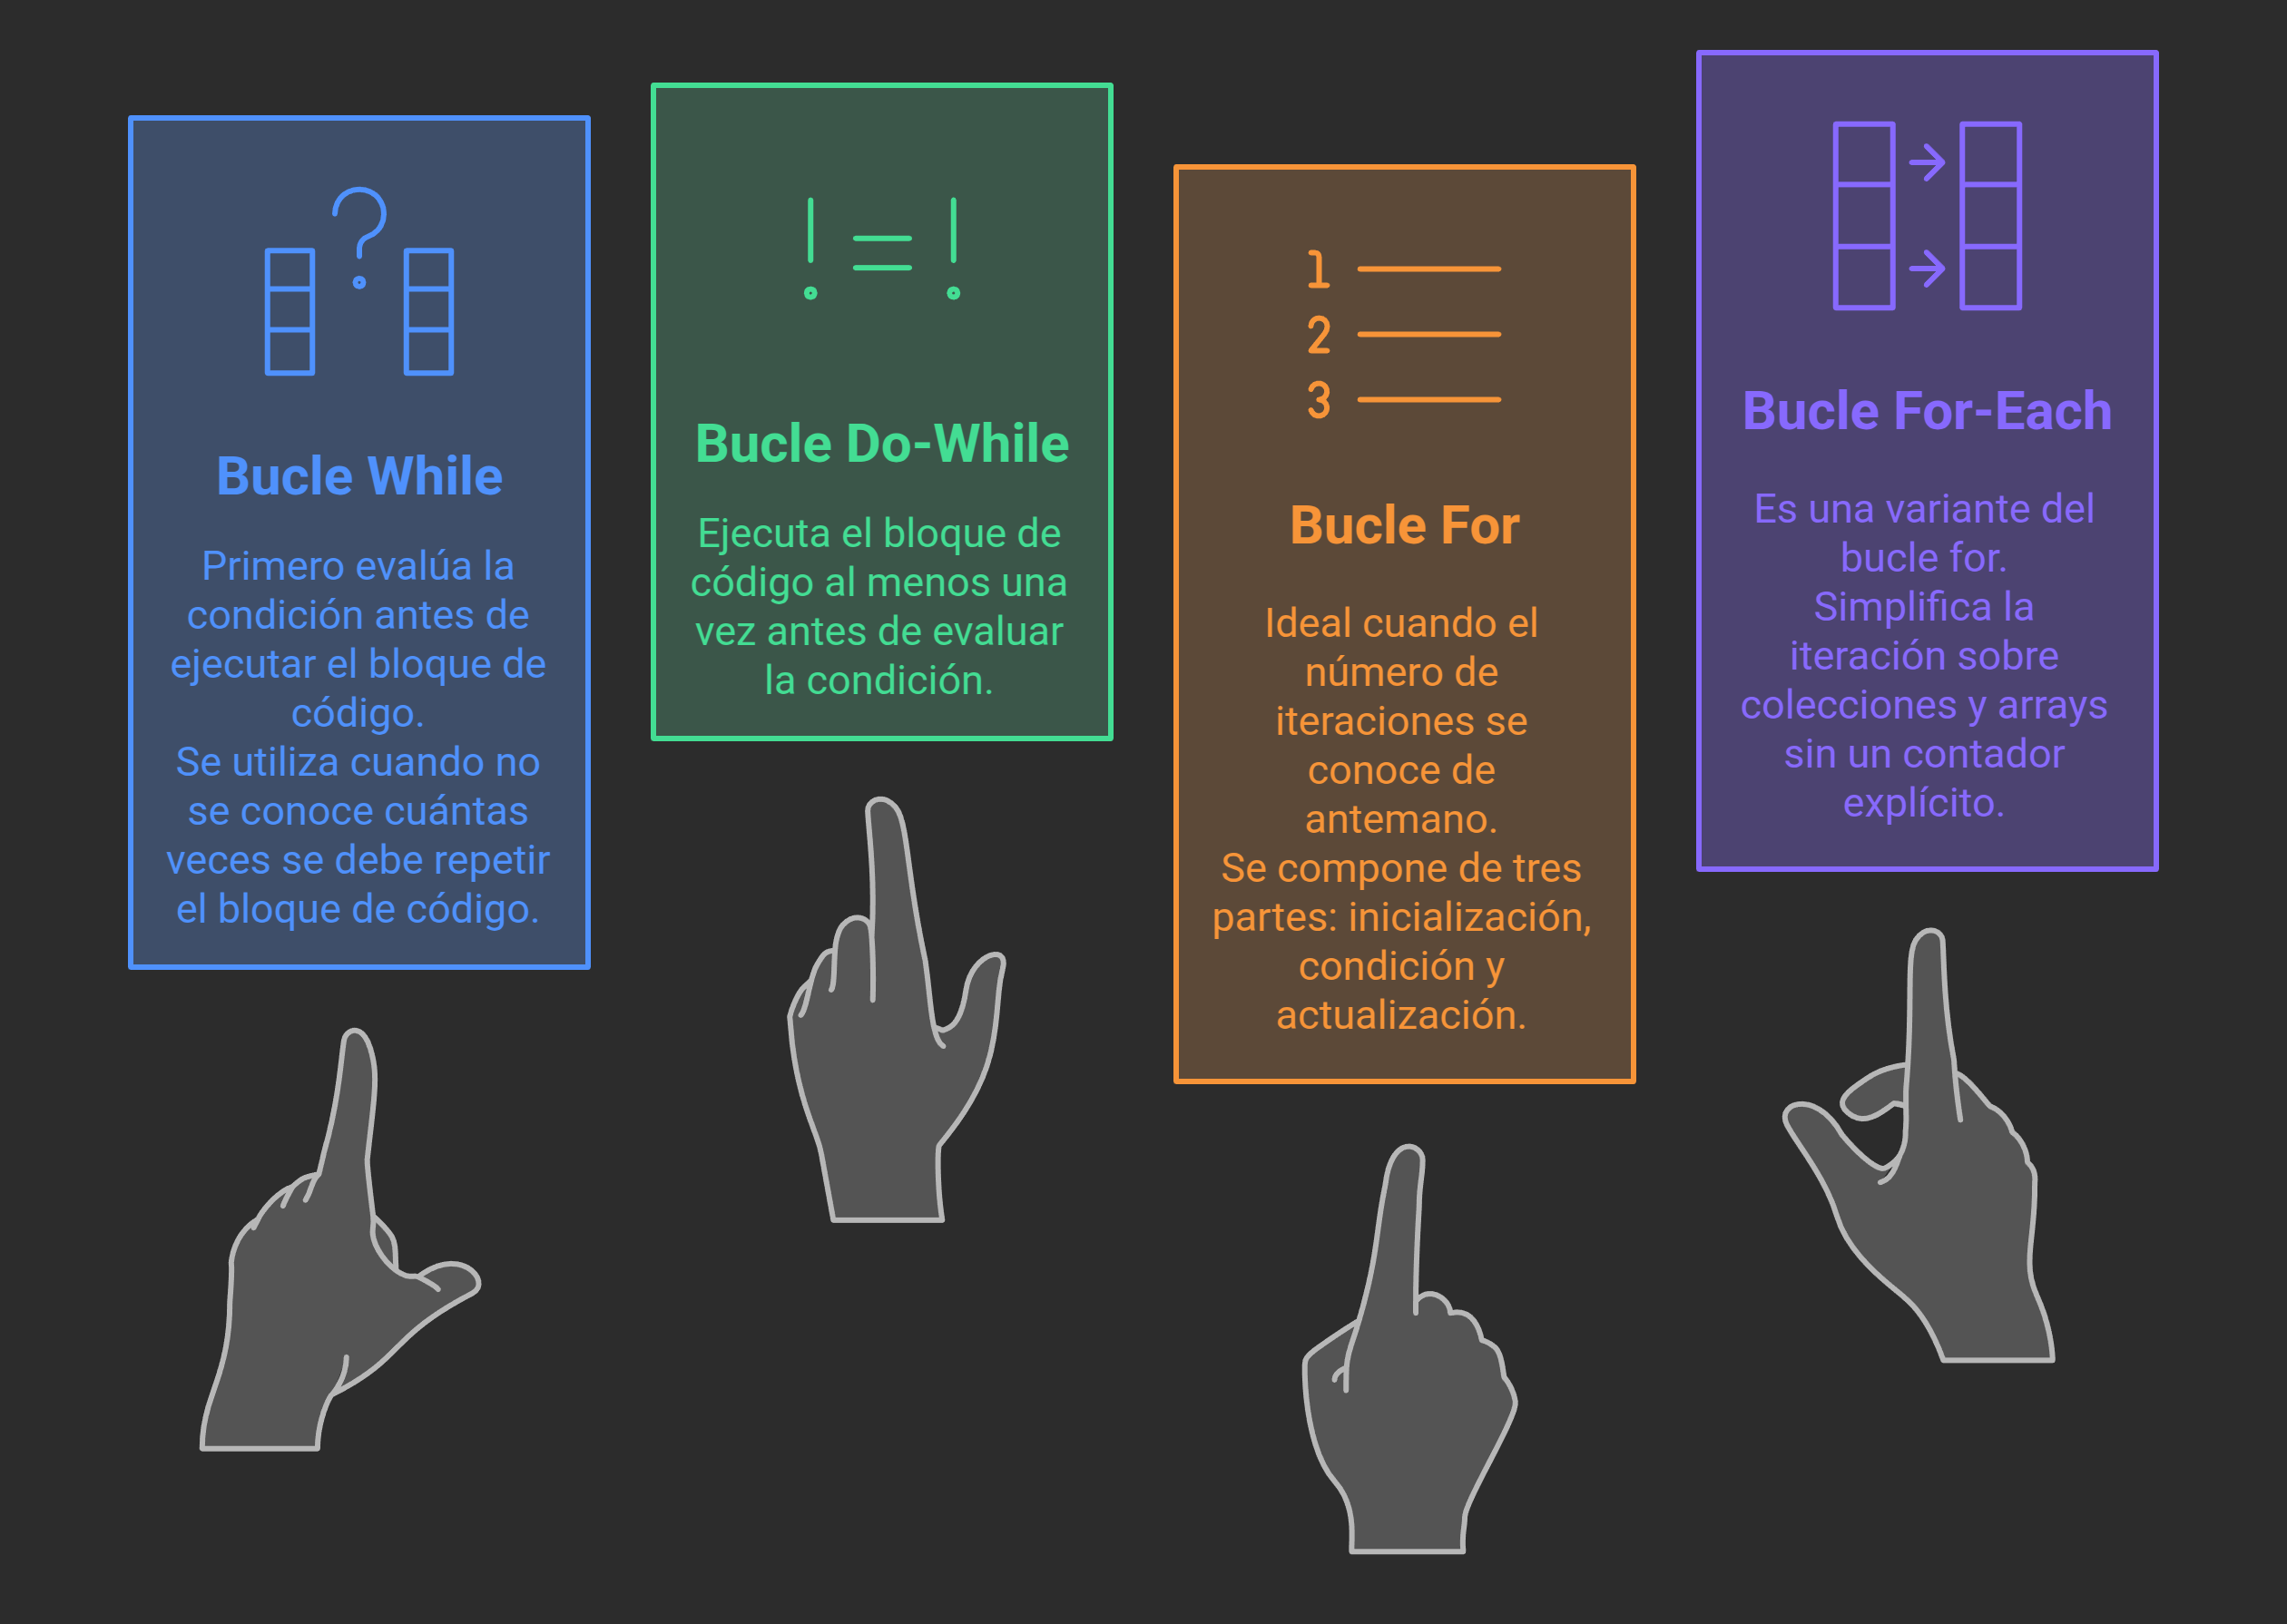 Bucle While
Primero evalúa la
condición antes de
ejecutar el bloque de
código.
Se utiliza cuando no
se conoce cuántas
veces se debe repetir
el bloque de código.
! = !
Bucle Do-While
Ejecuta el bloque de
código al menos una
vez antes de evaluar
la condición.
1
2
3
Bucle For
Ideal cuando el
número de
iteraciones se
conoce de
antemano.
Se compone de tres
partes: inicialización,
condición y
actualización.
Bucle For-Each
Es una variante del
bucle for.
Simplifica la
iteración sobre
colecciones y arrays
sin un contador
explícito.
?